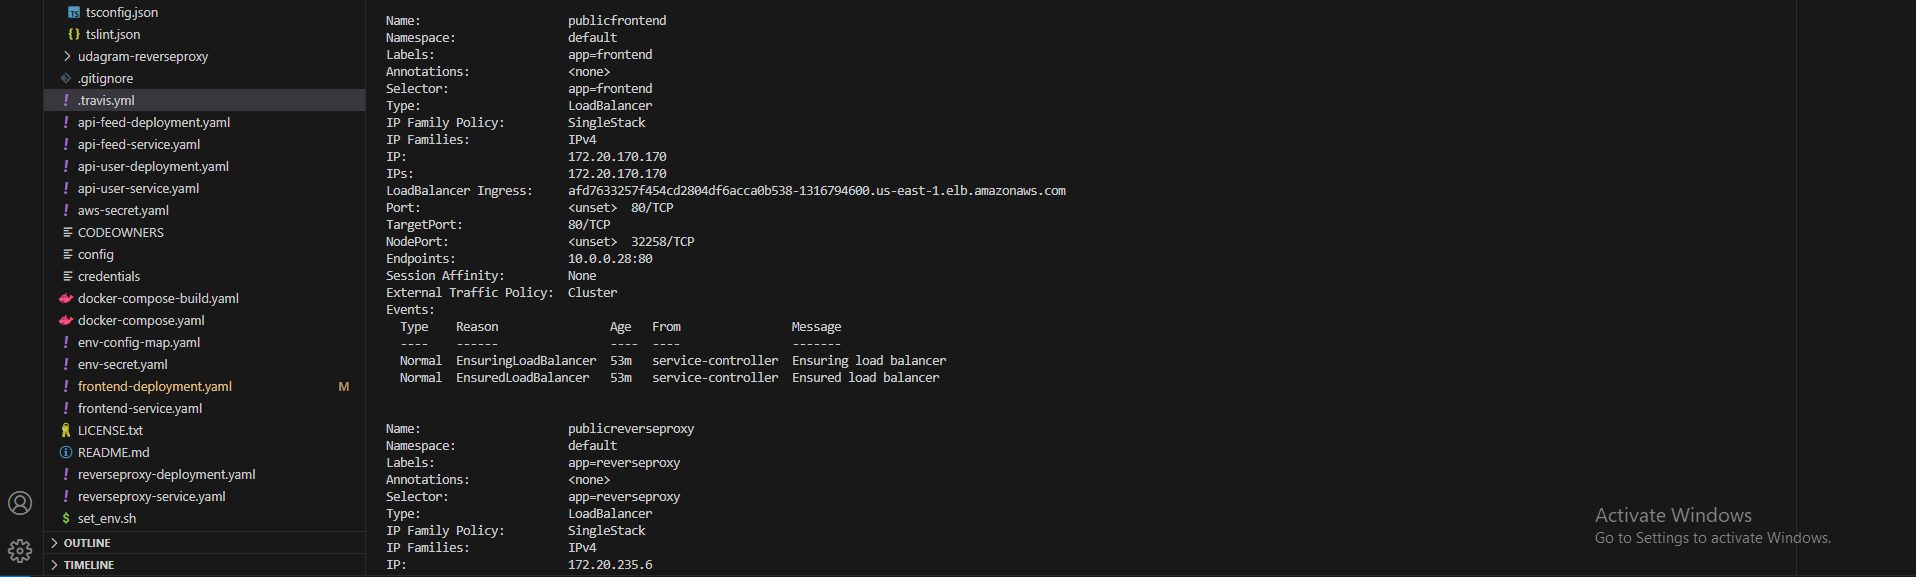 tsconfig.json
tslint.json
udagram-reverseproxy
.gitignore
.travis.yml
api-feed-deployment.yaml
api-feed-service.yaml
api-user-deployment.yaml
api-user-service.yaml
aws-secret.yaml
CODEOWNERS
config
credentials
docker-compose-build.yaml
docker-compose.yaml
env-config-map.yaml
env-secret.yaml
frontend-deployment.yaml M
frontend-service.yaml
LICENSE.txt
README.md
reverseproxy-deployment.yaml
reverseproxy-service.yaml
set_env.sh
OUTLINE
TIMELINE
Name: publicfrontend
Namespace: default
Labels: app=frontend
Annotations: <none>
Selector: app=frontend
Type: LoadBalancer
IP Family Policy: SingleStack
IP Families: IPv4
IP: 172.20.170.170
IPs: 172.20.170.170
LoadBalancer Ingress: afd7633257f454cd2804df6acca0b538-1316794600.us-east-1.elb.amazonaws.com
Port: <unset> 80/TCP
TargetPort: 80/TCP
NodePort: <unset> 32258/TCP
Endpoints: 10.0.0.28:80
Session Affinity: None
External Traffic Policy: Cluster
Events:
Type Reason Age From Message
---- ------ ---- ---- -------
Normal EnsuringLoadBalancer 53m service-controller Ensuring load balancer
Normal EnsuredLoadBalancer 53m service-controller Ensured load balancer
Name: publicreverseproxy
Namespace: default
Labels: app=reverseproxy
Annotations: <none>
Selector: app=reverseproxy
Type: LoadBalancer
IP Family Policy: SingleStack
IP Families: IPv4
IP: 172.20.235.6
Activate Windows
Go to Settings to activate Windows.